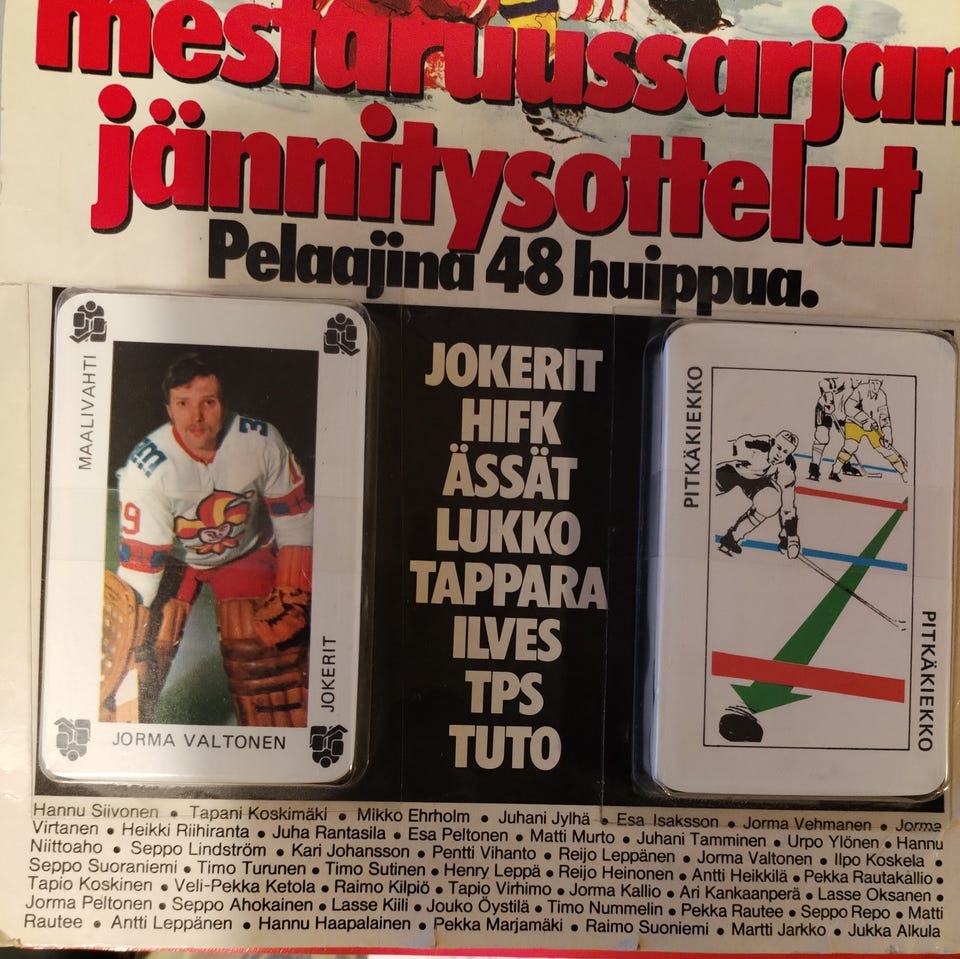 mestaruussarjan
jännitysottelut
Pelaajina 48 huippua.
MAALIVAHTI
9
3
JOKERIT
JORMA VALTONEN
JOKERIT
HIFK
ÄSSÄT
LUKKO
TAPPARA
ILVES
TPS
TUTO
PITKÄKIEKKO
PITKÄKIEKKO
Hannu Siivonen • Tapani Koskimäki • Mikko Ehrholm • Juhani Jylhä • Esa Isaksson • Jorma Vehmanen • Jorma
Virtanen • Heikki Riihiranta • Juha Rantasila • Esa Peltonen • Matti Murto • Juhani Tamminen • Urpo Ylönen • Hannu
Niittoaho • Seppo Lindström • Kari Johansson • Pentti Vihanto • Reijo Leppänen • Jorma Valtonen • Ilpo Koskela •
Seppo Suoraniemi • Timo Turunen • Timo Sutinen • Henry Leppä • Reijo Heinonen • Antti Heikkilä • Pekka Rautakallio •
Tapio Koskinen • Veli-Pekka Ketola • Raimo Kilpiö • Tapio Virhimo • Jorma Kallio • Ari Kankaanperä • Lasse Oksanen •
Jorma Peltonen • Seppo Ahokainen • Lasse Kiili • Jouko Öystilä • Timo Nummelin • Pekka Rautee • Seppo Repo • Matti
Rautee • Antti Leppänen • Hannu Haapalainen • Pekka Marjamäki • Raimo Suoniemi • Martti Jarkko • Jukka Alkula